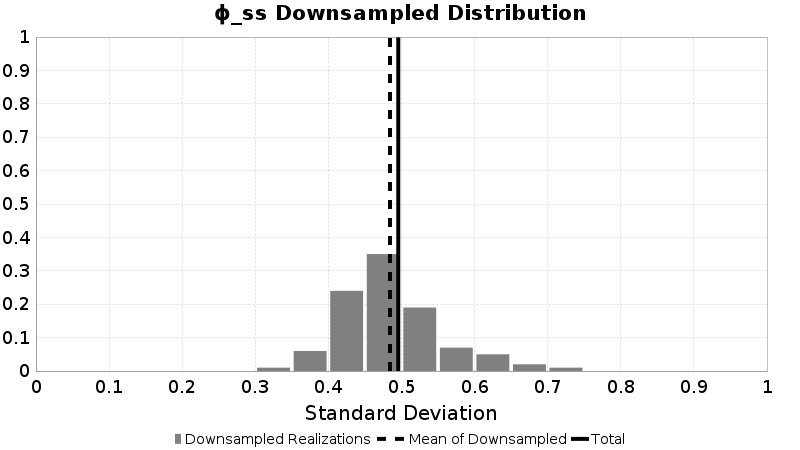 ϕ_ss Downsampled Distribution
1
0.9
0.8
0.7
0.6
0.5
0.4
0.3
0.2
0.1
0
0 0.1 0.2 0.3 0.4 0.5 0.6 0.7 0.8 0.9 1
Standard Deviation
Downsampled Realizations Mean of Downsampled Total